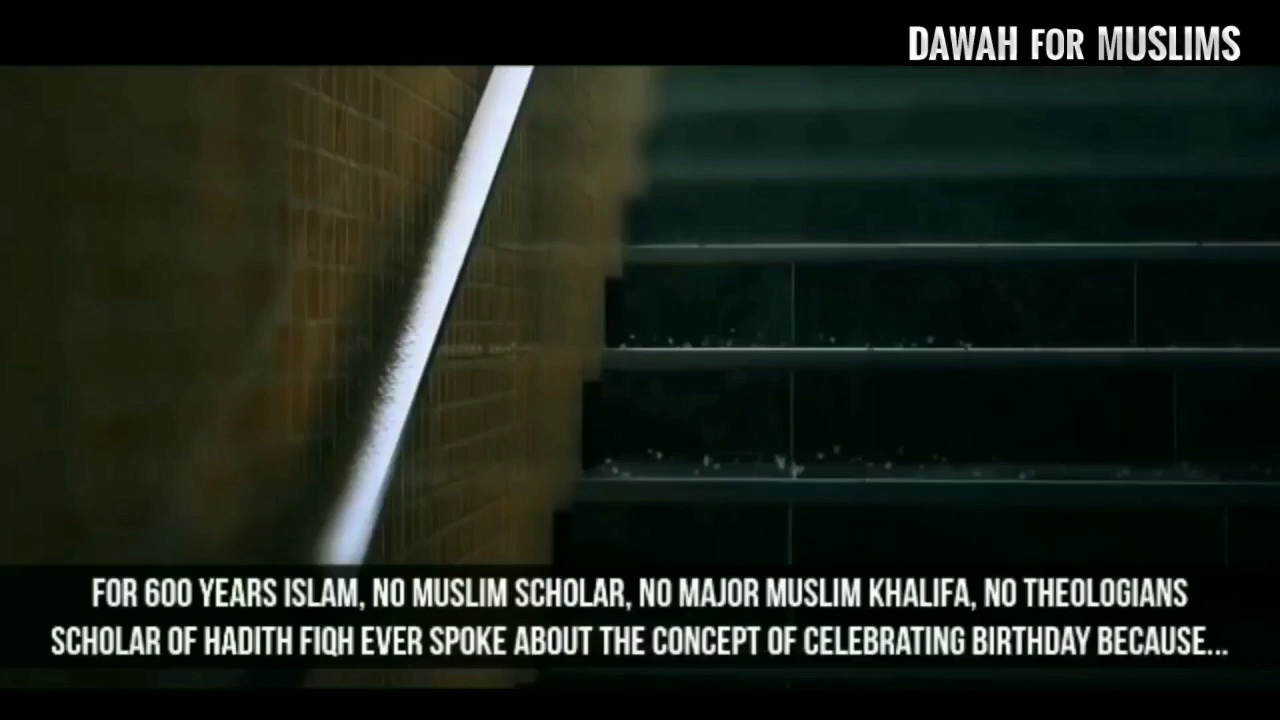 DAWAH FOR MUSLIMS
FOR 600 YEARS ISLAM, NO MUSLIM SCHOLAR, NO MAJOR MUSLIM KHALIFA, NO THEOLOGIANS
SCHOLAR OF HADITH FIQH EVER SPOKE ABOUT THE CONCEPT OF CELEBRATING BIRTHDAY BECAUSE...